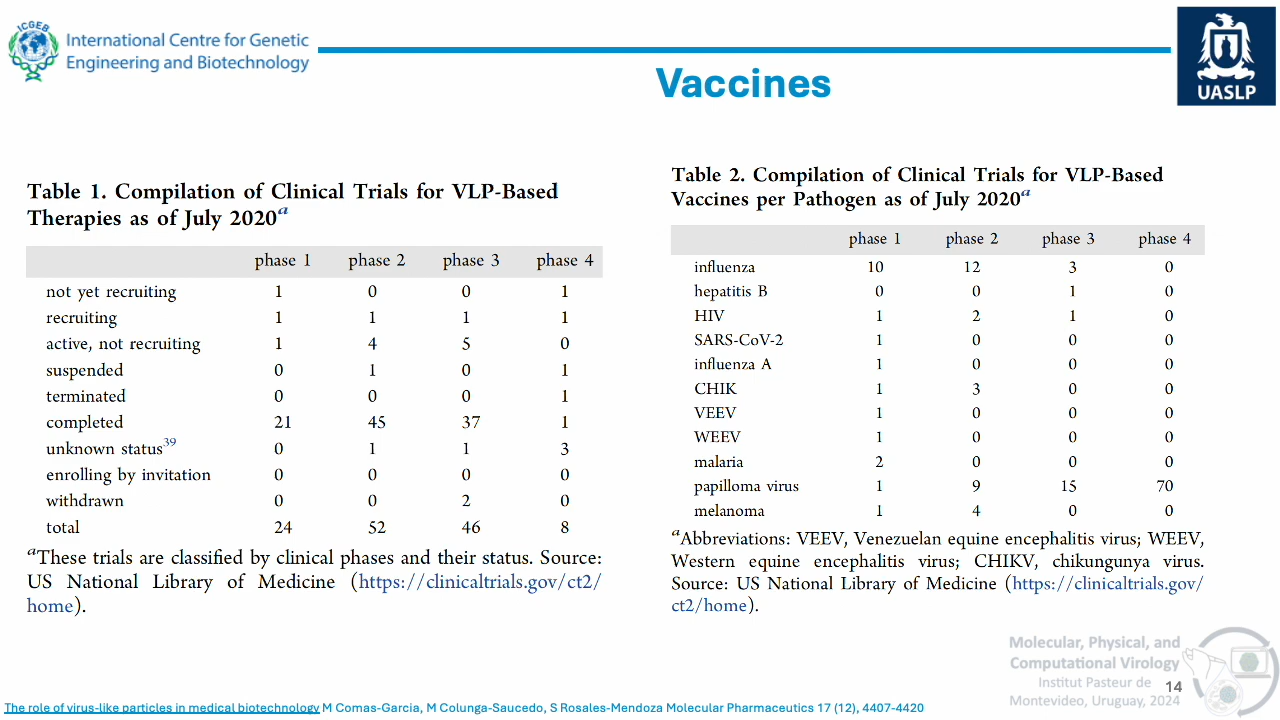 ICGEB
International Centre for Genetic
Engineering and Biotechnology
UASLP
Vaccines
Table 1. Compilation of Clinical Trials for VLP-Based
Therapies as of July 2020a
phase 1 phase 2 phase 3 phase 4
not yet recruiting 1 0 0 1
recruiting 1 1 1 1
active, not recruiting 1 4 5 0
suspended 0 1 0 1
terminated 0 0 0 1
completed 21 45 37 1
unknown status39 0 1 1 3
enrolling by invitation 0 0 0 0
withdrawn 0 0 2 0
total 24 52 46 8
aThese trials are classified by clinical phases and their status. Source:
US National Library of Medicine (https://clinicaltrials.gov/ct2/
home).
Table 2. Compilation of Clinical Trials for VLP-Based
Vaccines per Pathogen as of July 2020a
phase 1 phase 2 phase 3 phase 4
influenza 10 12 3 0
hepatitis B 0 0 1 0
HIV 1 2 1 0
SARS-CoV-2 1 0 0 0
influenza A 1 0 0 0
CHIK 1 3 0 0
VEEV 1 0 0 0
WEEV 1 0 0 0
malaria 2 0 0 0
papilloma virus 1 9 15 70
melanoma 1 4 0 0
aAbbreviations: VEEV, Venezuelan equine encephalitis virus; WEEV,
Western equine encephalitis virus; CHIKV, chikungunya virus.
Source: US National Library of Medicine (https://clinicaltrials.gov/
ct2/home).
Molecular, Physical, and
Computational Virology
Institut Pasteur de
Montevideo, Uruguay, 2024
14
The role of virus-like particles in medical biotechnology M Comas-Garcia, M Colunga-Saucedo, S Rosales-Mendoza Molecular Pharmaceutics 17 (12), 4407-4420